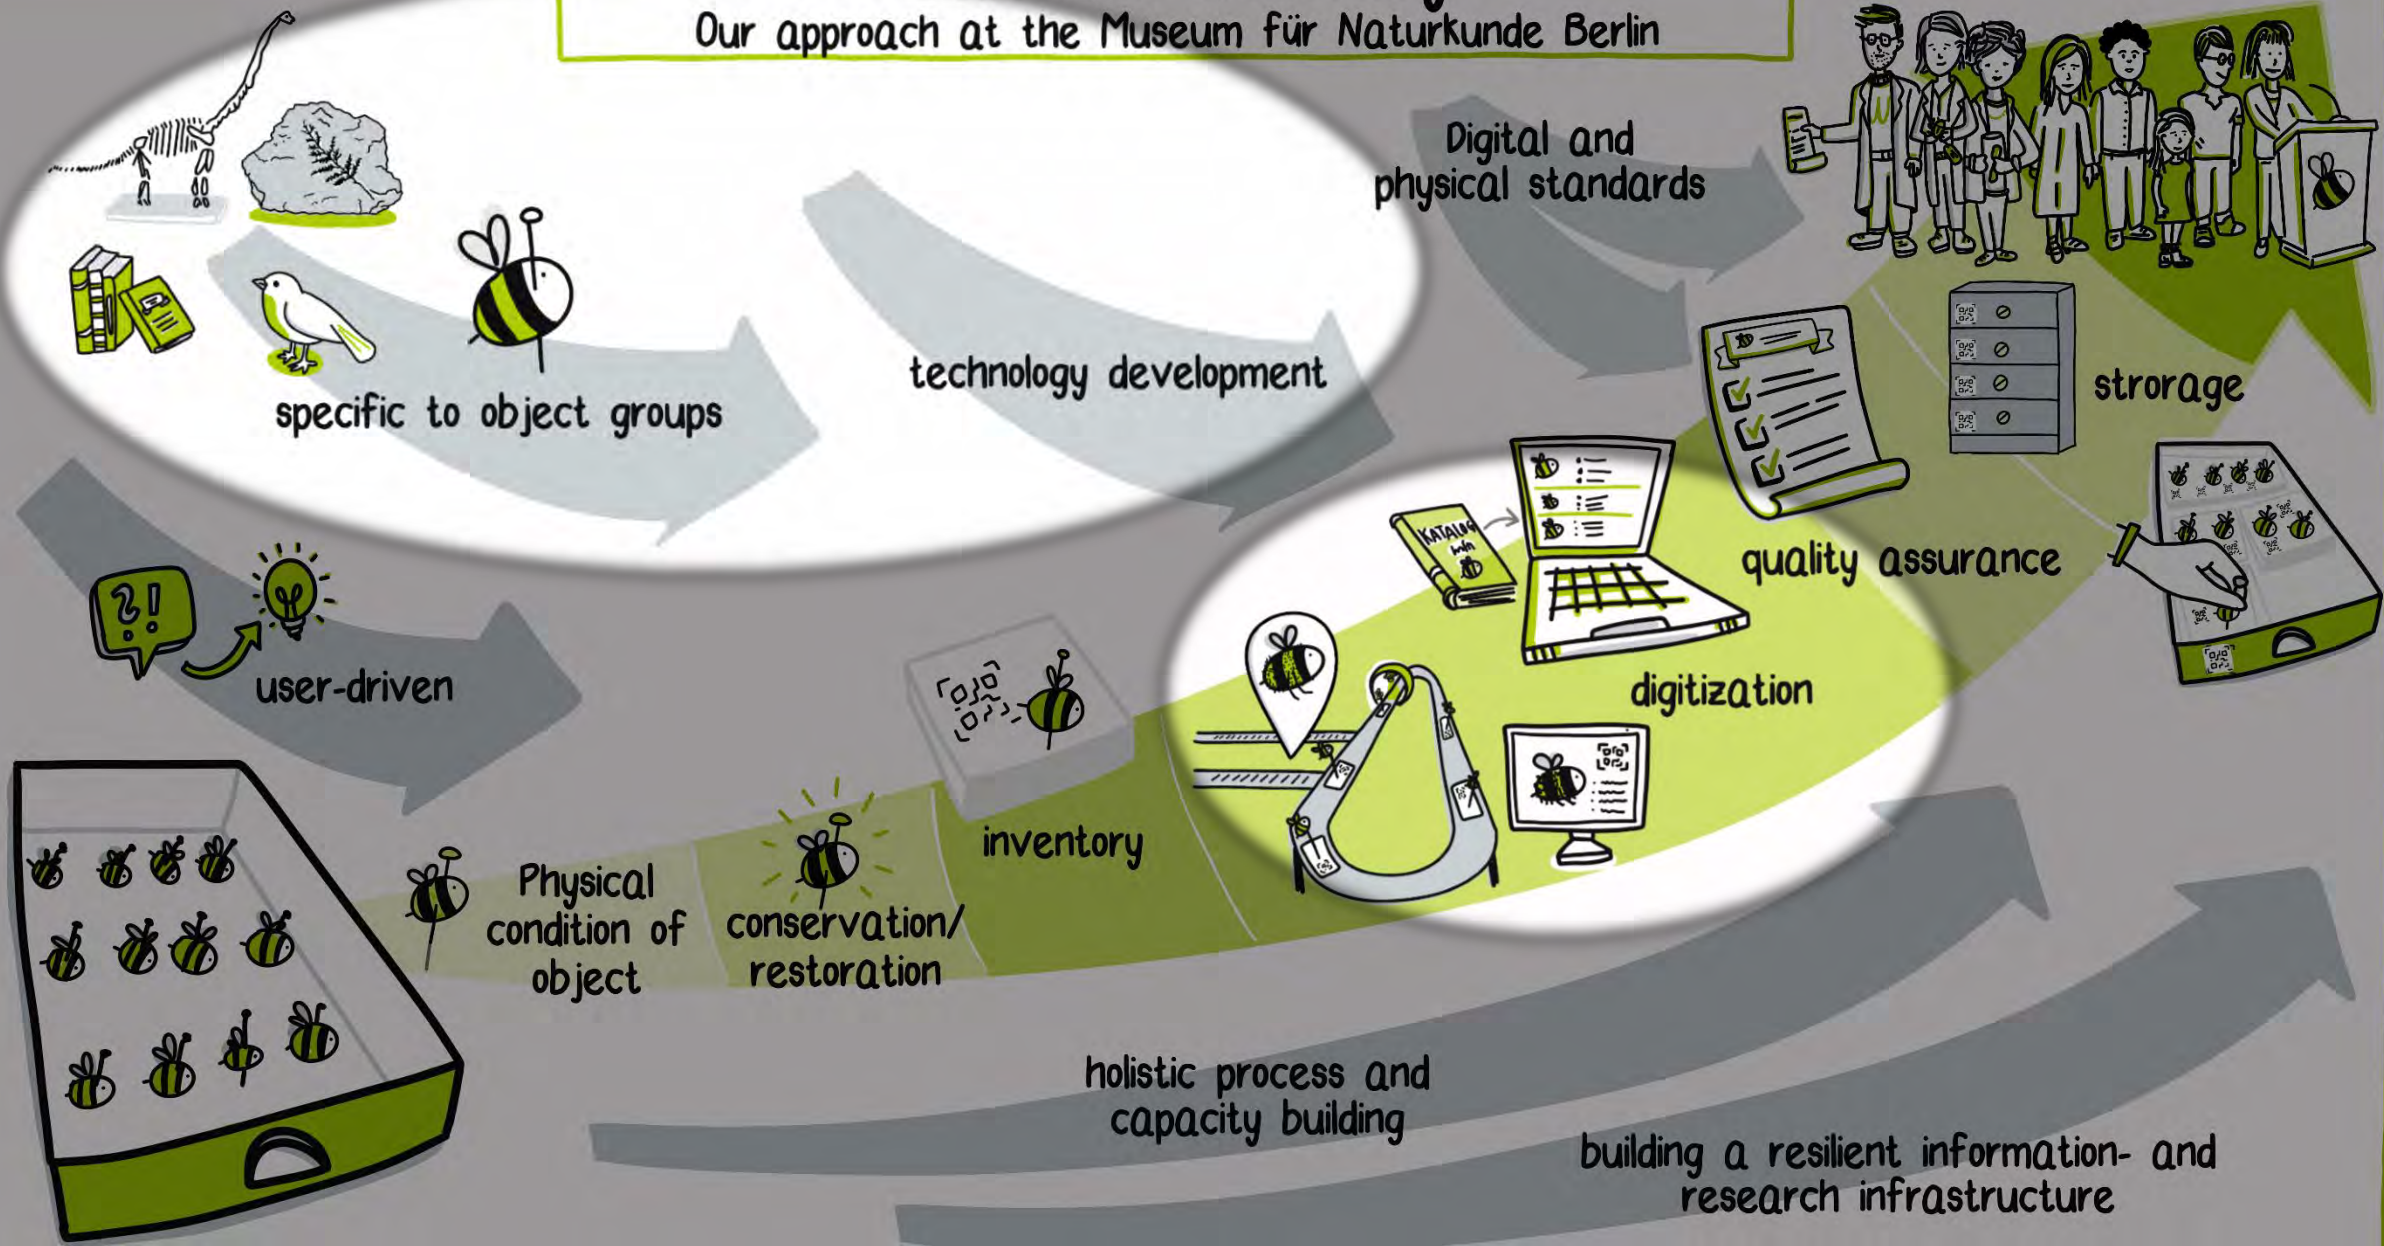 Our approach at the Museum für Naturkunde Berlin
Digital and
physical standards
specific to object groups
technology development
strorage
KATALOG
mfn
quality assurance
?!
user-driven
digitization
inventory
Physical
condition of
object
conservation/
restoration
holistic process and
capacity building
building a resilient information- and
research infrastructure